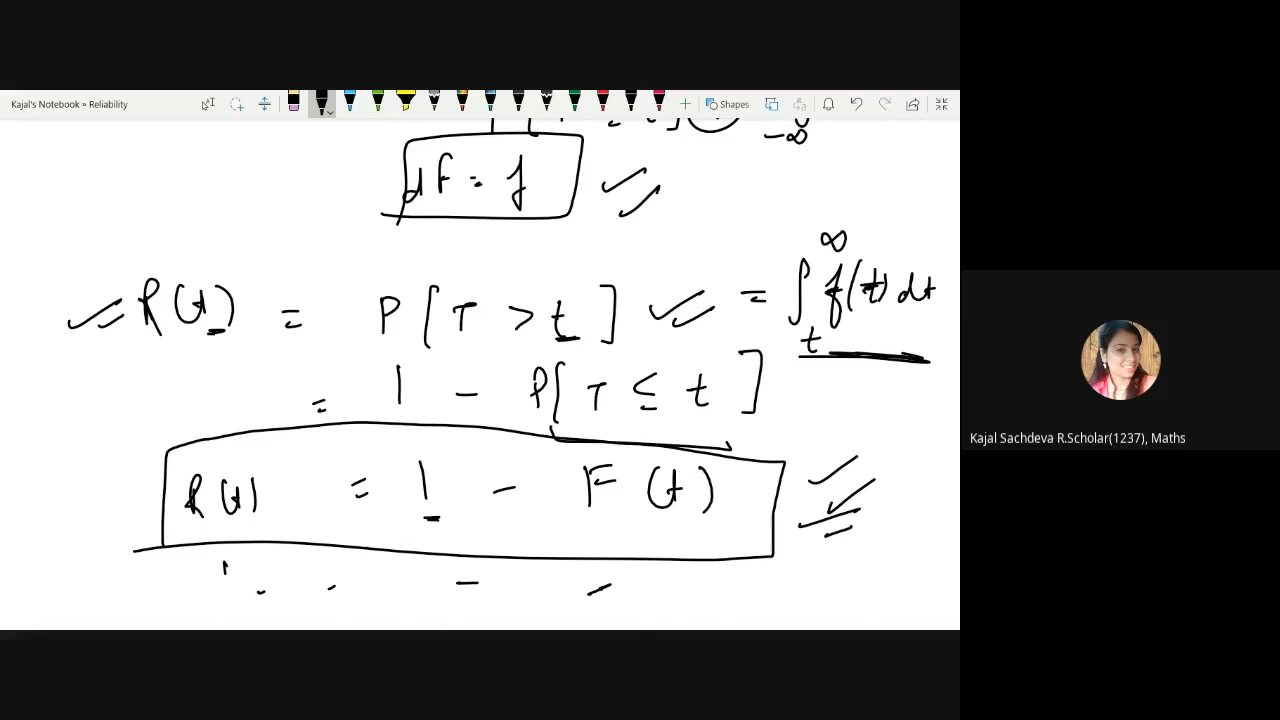 Kajal's Notebook » Reliability
Shapes
-∞
dF = f
R(t) = P[T > t] = ∫_t^∞ f(t) dt
= 1 - P[T ≤ t]
R(t) = 1 - F(t)
Kajal Sachdeva R.Scholar(1237), Maths